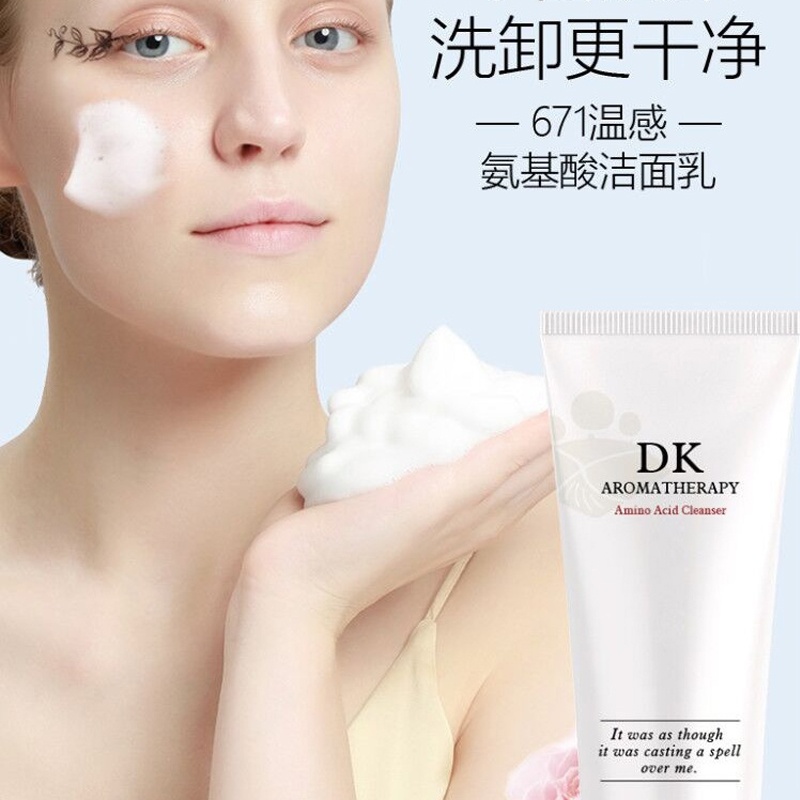 洗卸更干净
— 671温感 —
氨基酸洁面乳
DK
AROMATHERAPY
Amino Acid Cleanser
It was as though
it was casting a spell
over me.